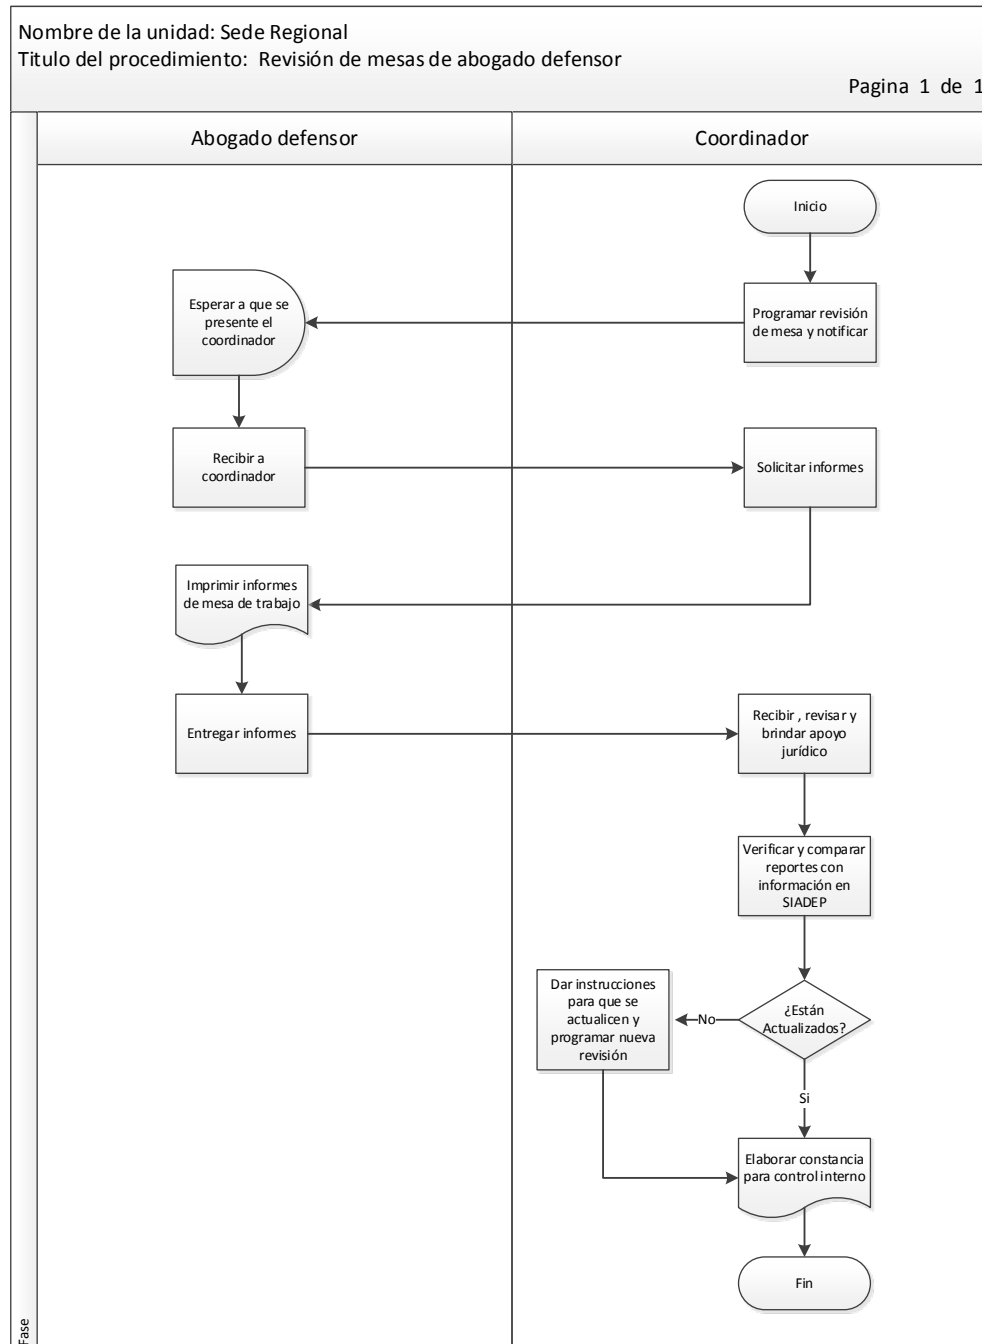 Nombre de la unidad: Sede Regional
Titulo del procedimiento: Revisión de mesas de abogado defensor
Pagina 1 de 1
Abogado defensor
Coordinador
Inicio
Programar revisión
de mesa y notificar
Esperar a que se
presente el
coordinador
Recibir a
coordinador
Solicitar informes
Imprimir informes
de mesa de trabajo
Entregar informes
Recibir , revisar y
brindar apoyo
jurídico
Verificar y comparar
reportes con
información en
SIADEP
¿Están
Actualizados?
No
Dar instrucciones
para que se
actualicen y
programar nueva
revisión
Si
Elaborar constancia
para control interno
Fin
Fase